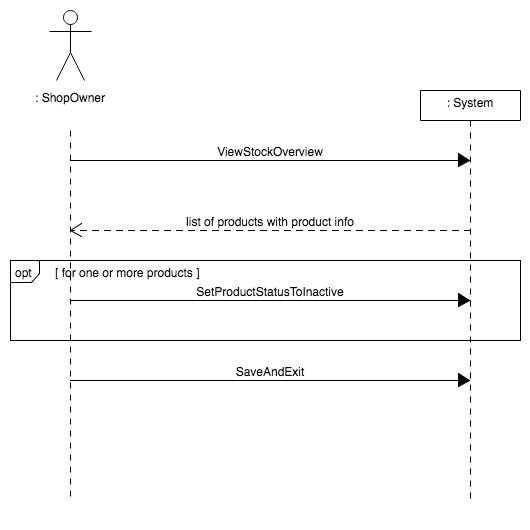 : ShopOwner
: System
ViewStockOverview
list of products with product info
opt
[ for one or more products ]
SetProductStatusToInactive
SaveAndExit